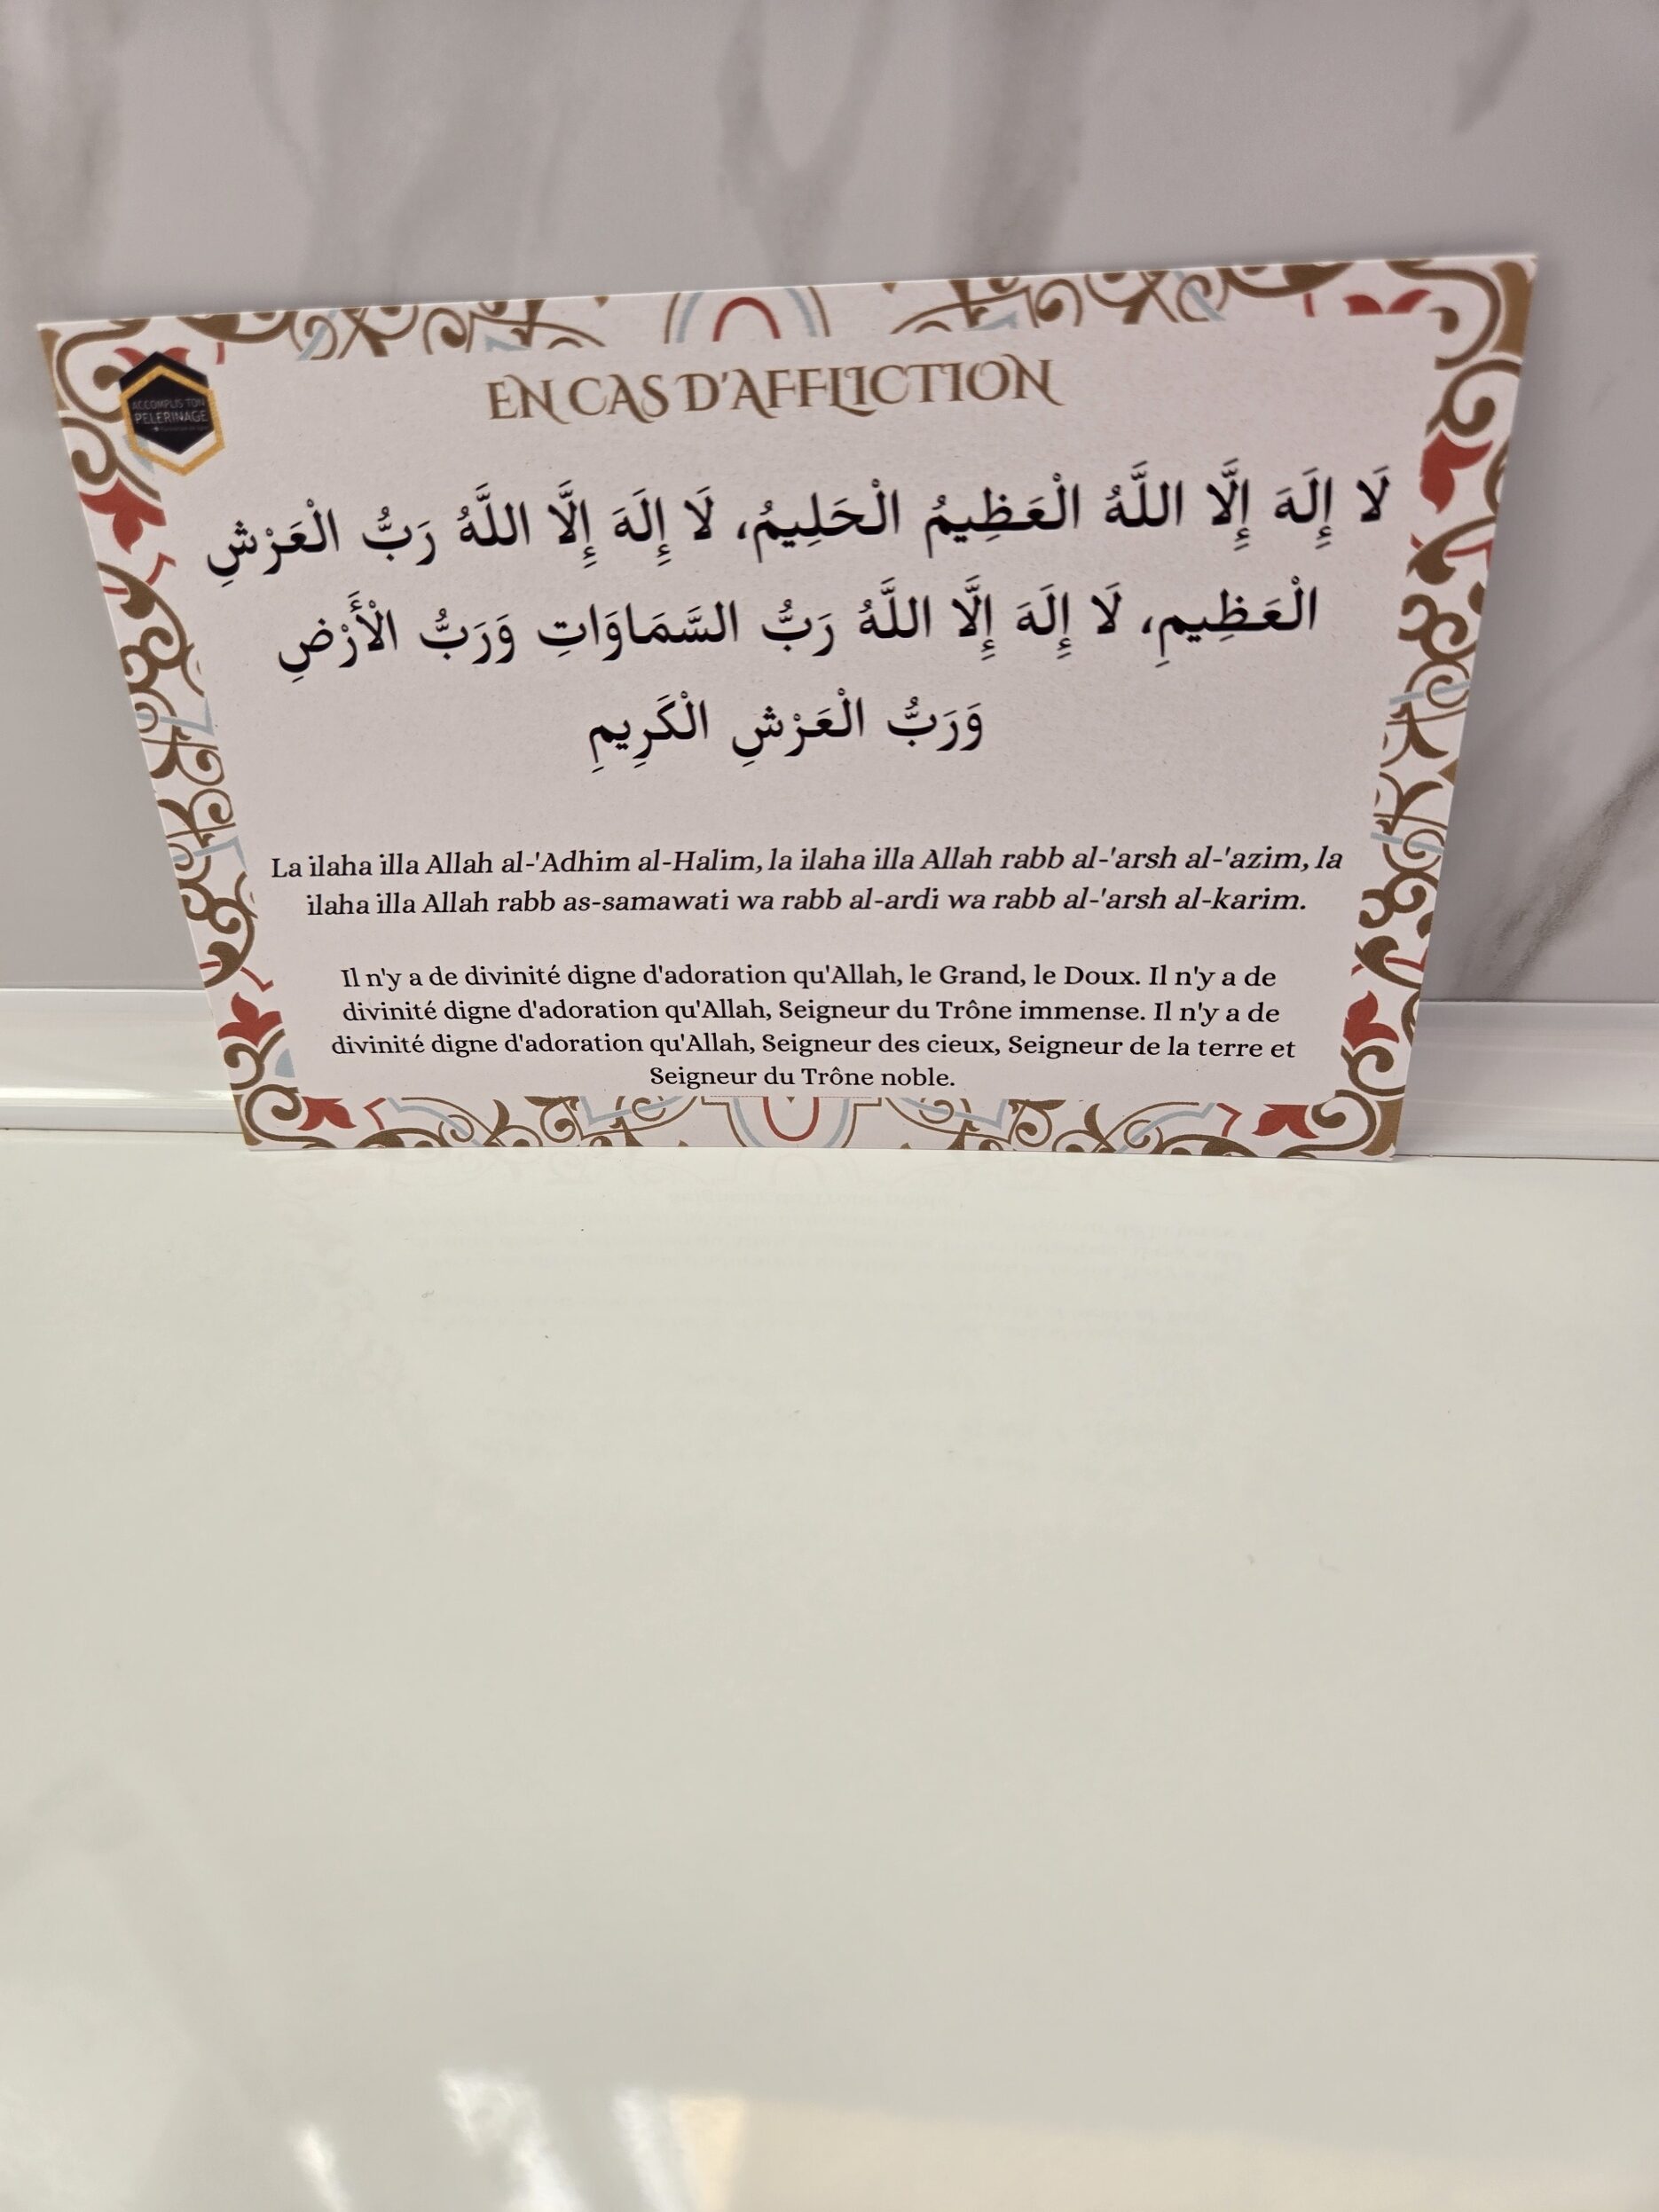 ACCOMPLIS TON
PELERINAGE
EN CAS D'AFFLICTION
لَا إِلَهَ إِلَّا اللَّهُ الْعَظِيمُ الْحَلِيمُ، لَا إِلَهَ إِلَّا اللَّهُ رَبُّ الْعَرْشِ
الْعَظِيمِ، لَا إِلَهَ إِلَّا اللَّهُ رَبُّ السَّمَاوَاتِ وَرَبُّ الْأَرْضِ
وَرَبُّ الْعَرْشِ الْكَرِيمِ
La ilaha illa Allah al-'Adhim al-Halim, la ilaha illa Allah rabb al-'arsh al-'azim, la
ilaha illa Allah rabb as-samawati wa rabb al-ardi wa rabb al-'arsh al-karim.
Il n'y a de divinité digne d'adoration qu'Allah, le Grand, le Doux. Il n'y a de
divinité digne d'adoration qu'Allah, Seigneur du Trône immense. Il n'y a de
divinité digne d'adoration qu'Allah, Seigneur des cieux, Seigneur de la terre et
Seigneur du Trône noble.